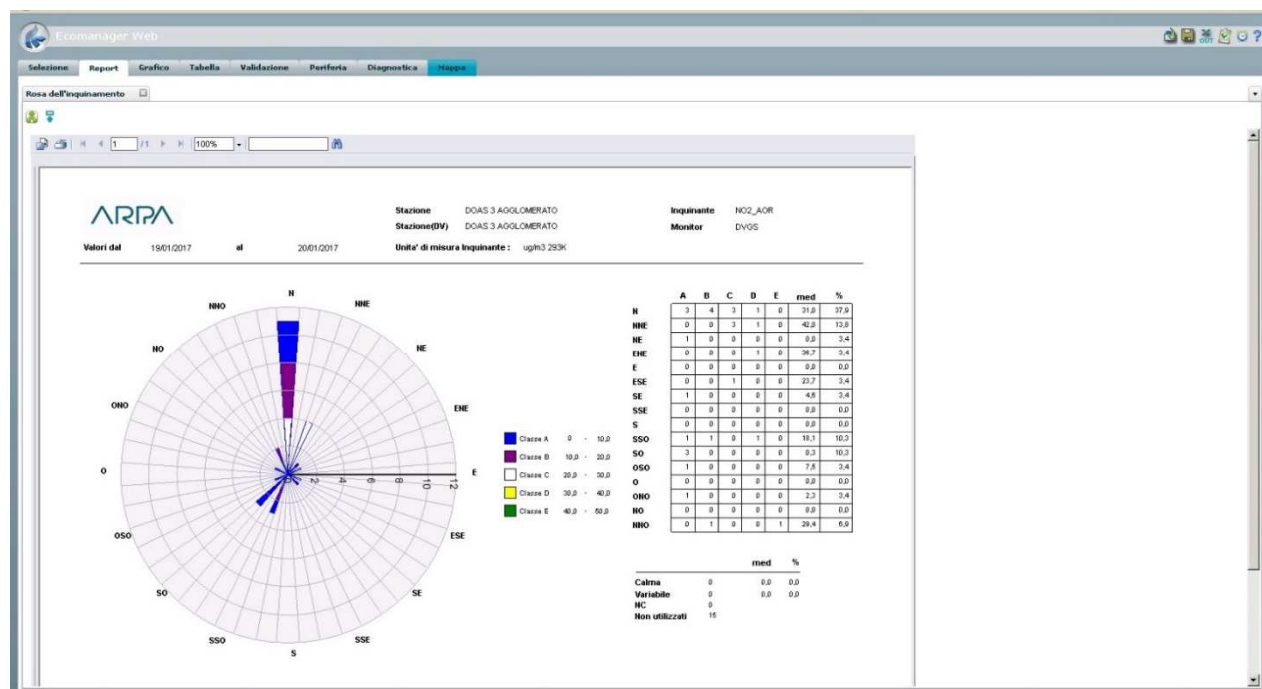 Ecomanager Web
OUT ?
Selezione Report Grafico Tabella Validazione Periferia Diagnostica Mappa
Rosa dell'inquinamento
1 /1 100%
ARPA
Stazione DOAS 3 AGGLOMERATO Inquinante NO2_AOR
Stazione(DV) DOAS 3 AGGLOMERATO Monitor DVGS
Valori dal 19/01/2017 al 20/01/2017 Unita' di misura Inquinante : ug/m3 293K
N
NNO NNE
NO NE
ONO ENE
O E
0 2 4 6 8 10 12
OSO ESE
SO SE
SSO SSE
S
Classe A 0 - 10,0
Classe B 10,0 - 20,0
Classe C 20,0 - 30,0
Classe D 30,0 - 40,0
Classe E 40,0 - 50,0
A B C D E med %
N 3 4 3 1 0 31,0 37,9
NNE 0 0 3 1 0 42,0 13,8
NE 1 0 0 0 0 0,0 3,4
ENE 0 0 0 1 0 36,7 3,4
E 0 0 0 0 0 0,0 0,0
ESE 0 0 1 0 0 23,7 3,4
SE 1 0 0 0 0 4,6 3,4
SSE 0 0 0 0 0 0,0 0,0
S 0 0 0 0 0 0,0 0,0
SSO 1 1 0 1 0 18,1 10,3
SO 3 0 0 0 0 0,3 10,3
OSO 1 0 0 0 0 7,5 3,4
O 0 0 0 0 0 0,0 0,0
ONO 1 0 0 0 0 2,3 3,4
NO 0 0 0 0 0 0,0 0,0
NNO 0 1 0 0 1 29,4 6,9
med %
Calma 0 0,0 0,0
Variabile 0 0,0 0,0
NC 0
Non utilizzati 15